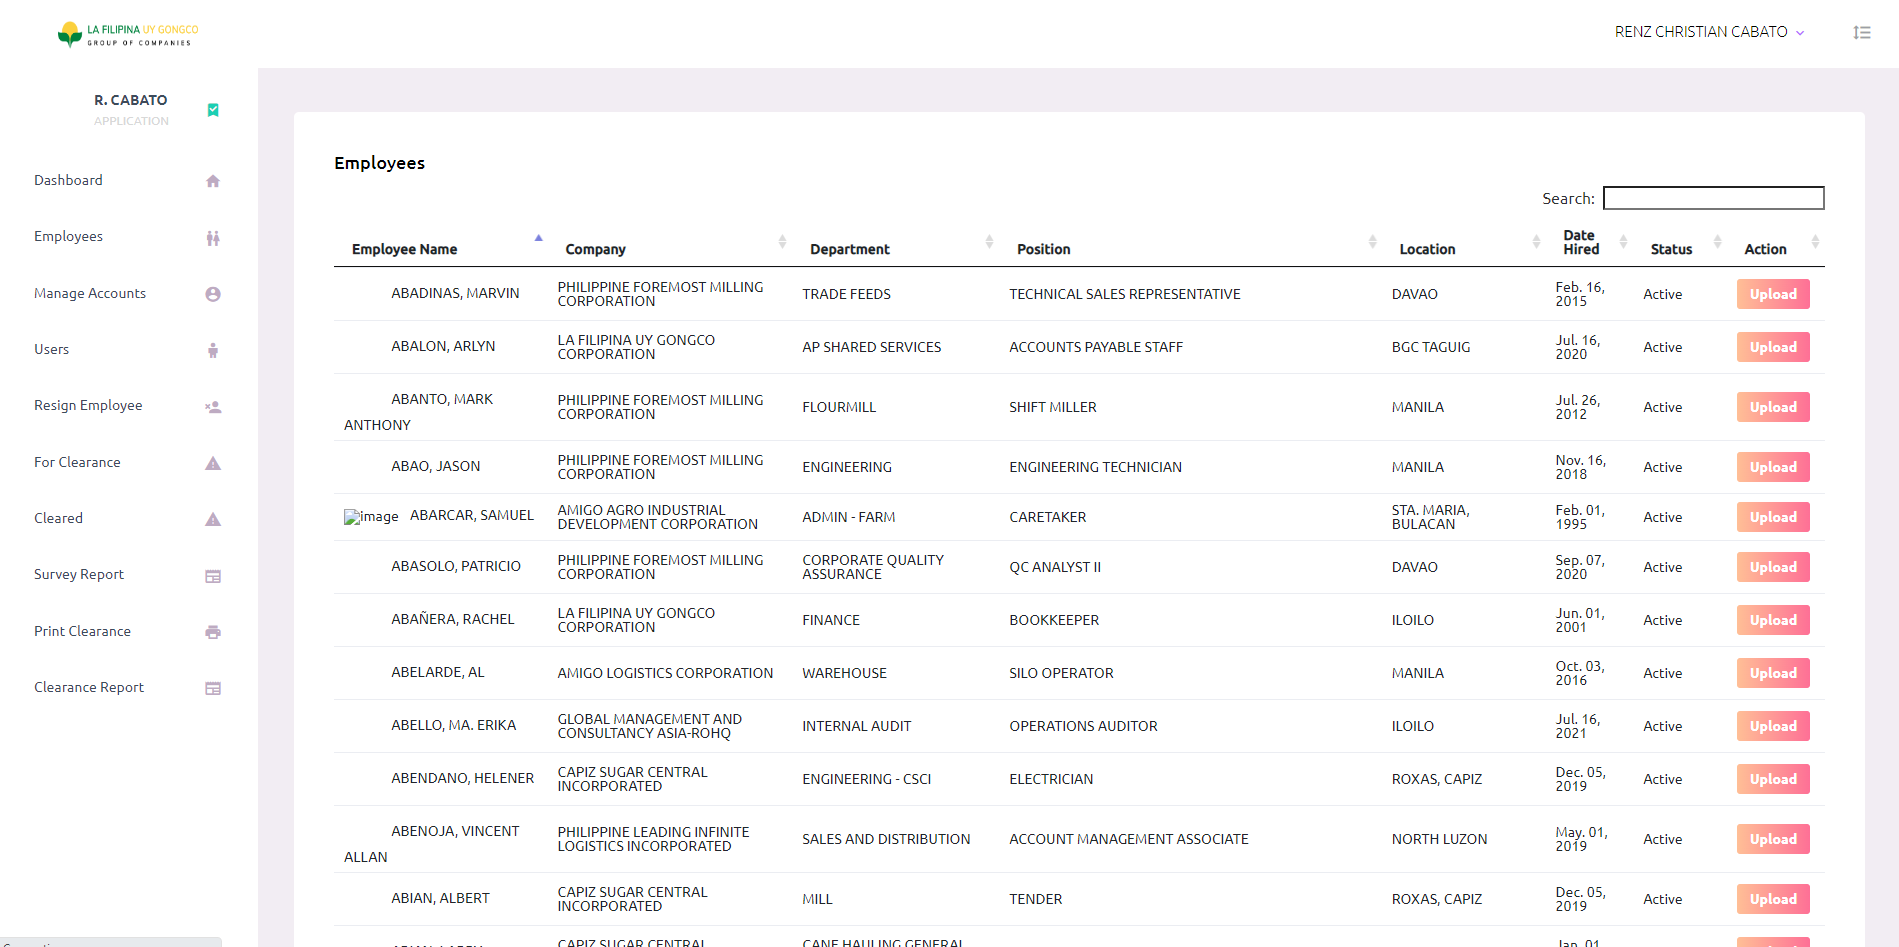 LA FILIPINA UY GONGCO
GROUP OF COMPANIES
RENZ CHRISTIAN CABATO
R. CABATO
APPLICATION
Dashboard
Employees
Manage Accounts
Users
Resign Employee
For Clearance
Cleared
Survey Report
Print Clearance
Clearance Report
Employees
Search:
Employee Name Company Department Position Location Date Hired Status Action
ABADINAS, MARVIN PHILIPPINE FOREMOST MILLING CORPORATION TRADE FEEDS TECHNICAL SALES REPRESENTATIVE DAVAO Feb. 16, 2015 Active Upload
ABALON, ARLYN LA FILIPINA UY GONGCO CORPORATION AP SHARED SERVICES ACCOUNTS PAYABLE STAFF BGC TAGUIG Jul. 16, 2020 Active Upload
ABANTO, MARK ANTHONY PHILIPPINE FOREMOST MILLING CORPORATION FLOURMILL SHIFT MILLER MANILA Jul. 26, 2012 Active Upload
ABAO, JASON PHILIPPINE FOREMOST MILLING CORPORATION ENGINEERING ENGINEERING TECHNICIAN MANILA Nov. 16, 2018 Active Upload
image ABARCAR, SAMUEL AMIGO AGRO INDUSTRIAL DEVELOPMENT CORPORATION ADMIN - FARM CARETAKER STA. MARIA, BULACAN Feb. 01, 1995 Active Upload
ABASOLO, PATRICIO PHILIPPINE FOREMOST MILLING CORPORATION CORPORATE QUALITY ASSURANCE QC ANALYST II DAVAO Sep. 07, 2020 Active Upload
ABAÑERA, RACHEL LA FILIPINA UY GONGCO CORPORATION FINANCE BOOKKEEPER ILOILO Jun. 01, 2001 Active Upload
ABELARDE, AL AMIGO LOGISTICS CORPORATION WAREHOUSE SILO OPERATOR MANILA Oct. 03, 2016 Active Upload
ABELLO, MA. ERIKA GLOBAL MANAGEMENT AND CONSULTANCY ASIA-ROHQ INTERNAL AUDIT OPERATIONS AUDITOR ILOILO Jul. 16, 2021 Active Upload
ABENDANO, HELENER CAPIZ SUGAR CENTRAL INCORPORATED ENGINEERING - CSCI ELECTRICIAN ROXAS, CAPIZ Dec. 05, 2019 Active Upload
ABENOJA, VINCENT ALLAN PHILIPPINE LEADING INFINITE LOGISTICS INCORPORATED SALES AND DISTRIBUTION ACCOUNT MANAGEMENT ASSOCIATE NORTH LUZON May. 01, 2019 Active Upload
ABIAN, ALBERT CAPIZ SUGAR CENTRAL INCORPORATED MILL TENDER ROXAS, CAPIZ Dec. 05, 2019 Active Upload
CAPIZ SUGAR CENTRAL CANE HAULING GENERAL Jan. 01,